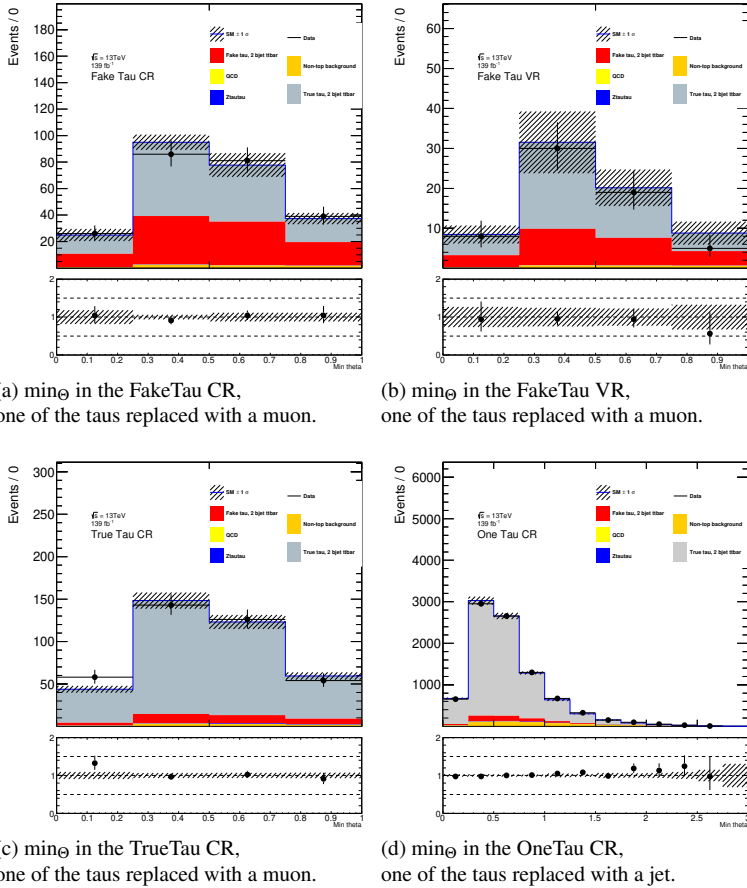 Events / 0
180
160
140
120
100
80
60
40
20
√s = 13TeV
139 fb-1
Fake Tau CR
SM ± 1 σ
Fake tau, 2 bjet ttbar
QCD
Ztautau
Data
Non-top background
True tau, 2 bjet ttbar
2
1
0
0 0.1 0.2 0.3 0.4 0.5 0.6 0.7 0.8 0.9 1
Min theta
Events / 0
60
50
40
30
20
10
√s = 13TeV
139 fb-1
Fake Tau VR
SM ± 1 σ
Fake tau, 2 bjet ttbar
QCD
Ztautau
Data
Non-top background
True tau, 2 bjet ttbar
2
1
0
0 0.1 0.2 0.3 0.4 0.5 0.6 0.7 0.8 0.9 1
Min theta
(a) minΘ in the FakeTau CR,
one of the taus replaced with a muon.
(b) minΘ in the FakeTau VR,
one of the taus replaced with a muon.
Events / 0
300
250
200
150
100
50
√s = 13TeV
139 fb-1
True Tau CR
SM ± 1 σ
Fake tau, 2 bjet ttbar
QCD
Ztautau
Data
Non-top background
True tau, 2 bjet ttbar
2
1
0
0 0.1 0.2 0.3 0.4 0.5 0.6 0.7 0.8 0.9 1
Min theta
Events / 0
6000
5000
4000
3000
2000
1000
√s = 13TeV
139 fb-1
One Tau CR
SM ± 1 σ
Fake tau, 2 bjet ttbar
QCD
Ztautau
Data
Non-top background
True tau, 2 bjet ttbar
2
1
0
0 0.5 1 1.5 2 2.5 3
Min theta
(c) minΘ in the TrueTau CR,
one of the taus replaced with a muon.
(d) minΘ in the OneTau CR,
one of the taus replaced with a jet.